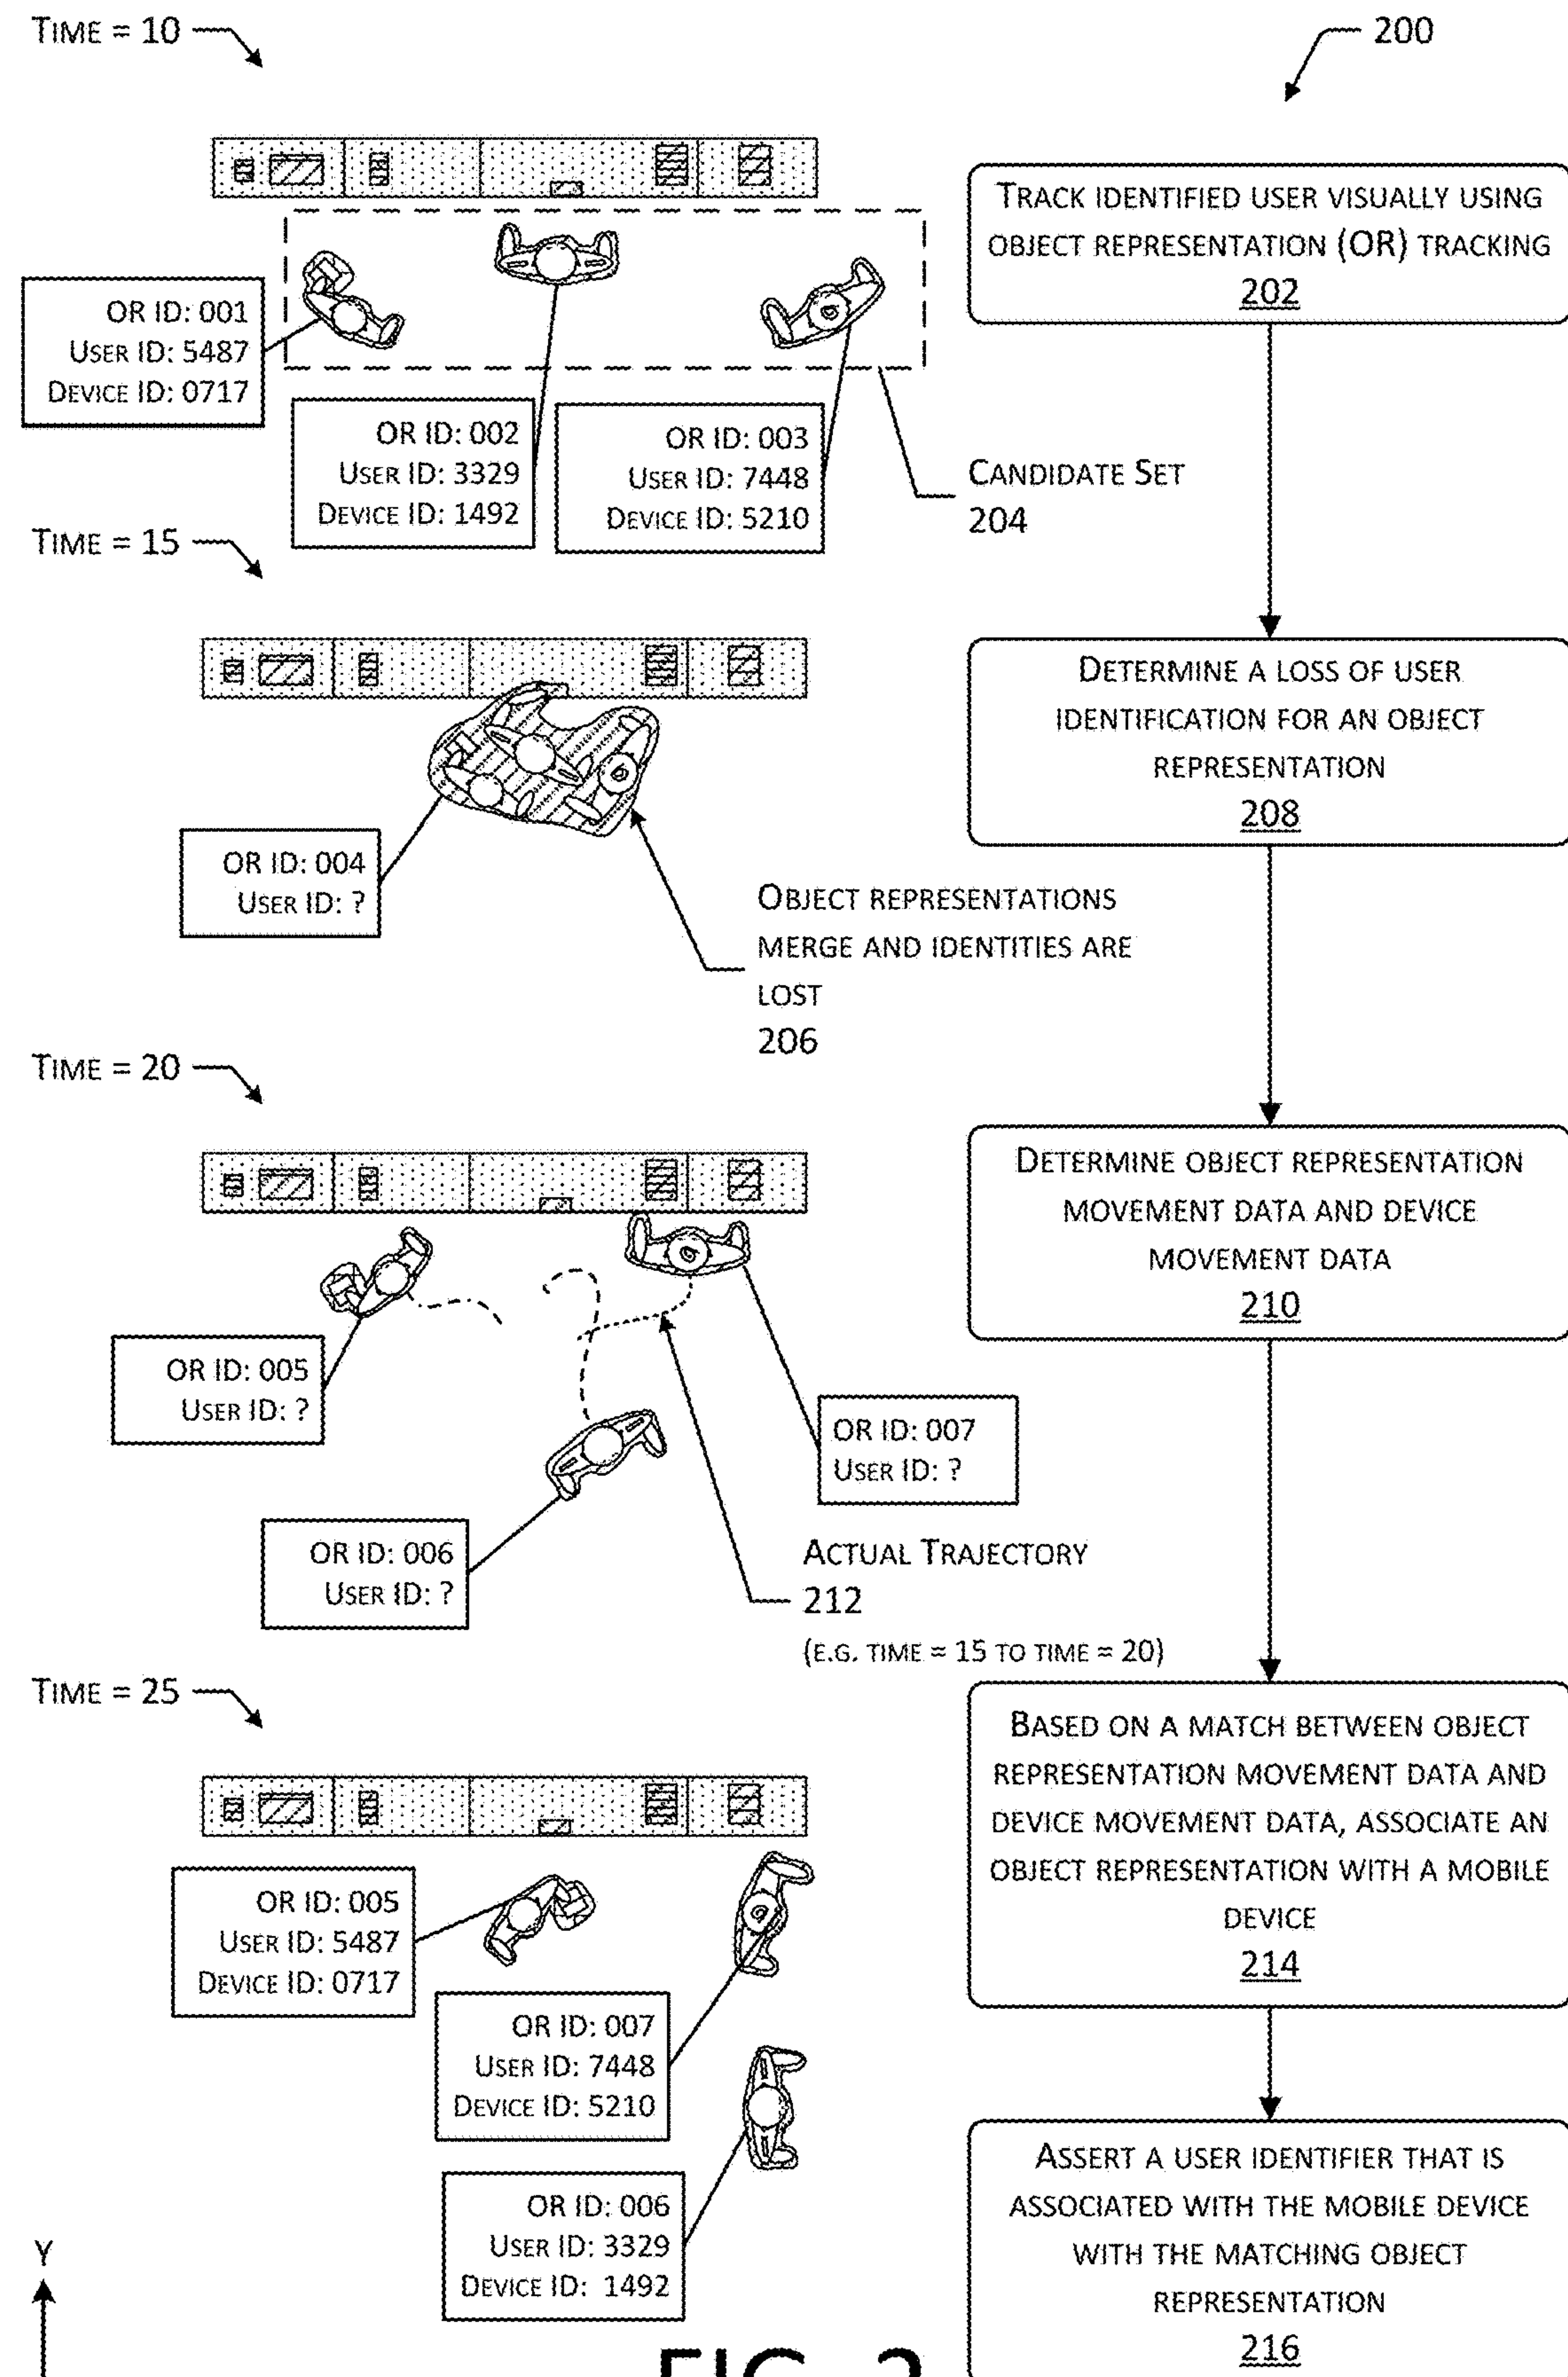 TIME = 10
200
TRACK IDENTIFIED USER VISUALLY USING
OBJECT REPRESENTATION (OR) TRACKING
202
OR ID: 001
USER ID: 5487
DEVICE ID: 0717
OR ID: 002
USER ID: 3329
DEVICE ID: 1492
OR ID: 003
USER ID: 7448
DEVICE ID: 5210
CANDIDATE SET
204
TIME = 15
DETERMINE A LOSS OF USER
IDENTIFICATION FOR AN OBJECT
REPRESENTATION
208
OR ID: 004
USER ID: ?
OBJECT REPRESENTATIONS
MERGE AND IDENTITIES ARE
LOST
206
TIME = 20
DETERMINE OBJECT REPRESENTATION
MOVEMENT DATA AND DEVICE
MOVEMENT DATA
210
OR ID: 005
USER ID: ?
OR ID: 007
USER ID: ?
OR ID: 006
USER ID: ?
ACTUAL TRAJECTORY
212
(E.G. TIME = 15 TO TIME = 20)
TIME = 25
BASED ON A MATCH BETWEEN OBJECT
REPRESENTATION MOVEMENT DATA AND
DEVICE MOVEMENT DATA, ASSOCIATE AN
OBJECT REPRESENTATION WITH A MOBILE
DEVICE
214
OR ID: 005
USER ID: 5487
DEVICE ID: 0717
OR ID: 007
USER ID: 7448
DEVICE ID: 5210
OR ID: 006
USER ID: 3329
DEVICE ID: 1492
ASSERT A USER IDENTIFIER THAT IS
ASSOCIATED WITH THE MOBILE DEVICE
WITH THE MATCHING OBJECT
REPRESENTATION
216
Y